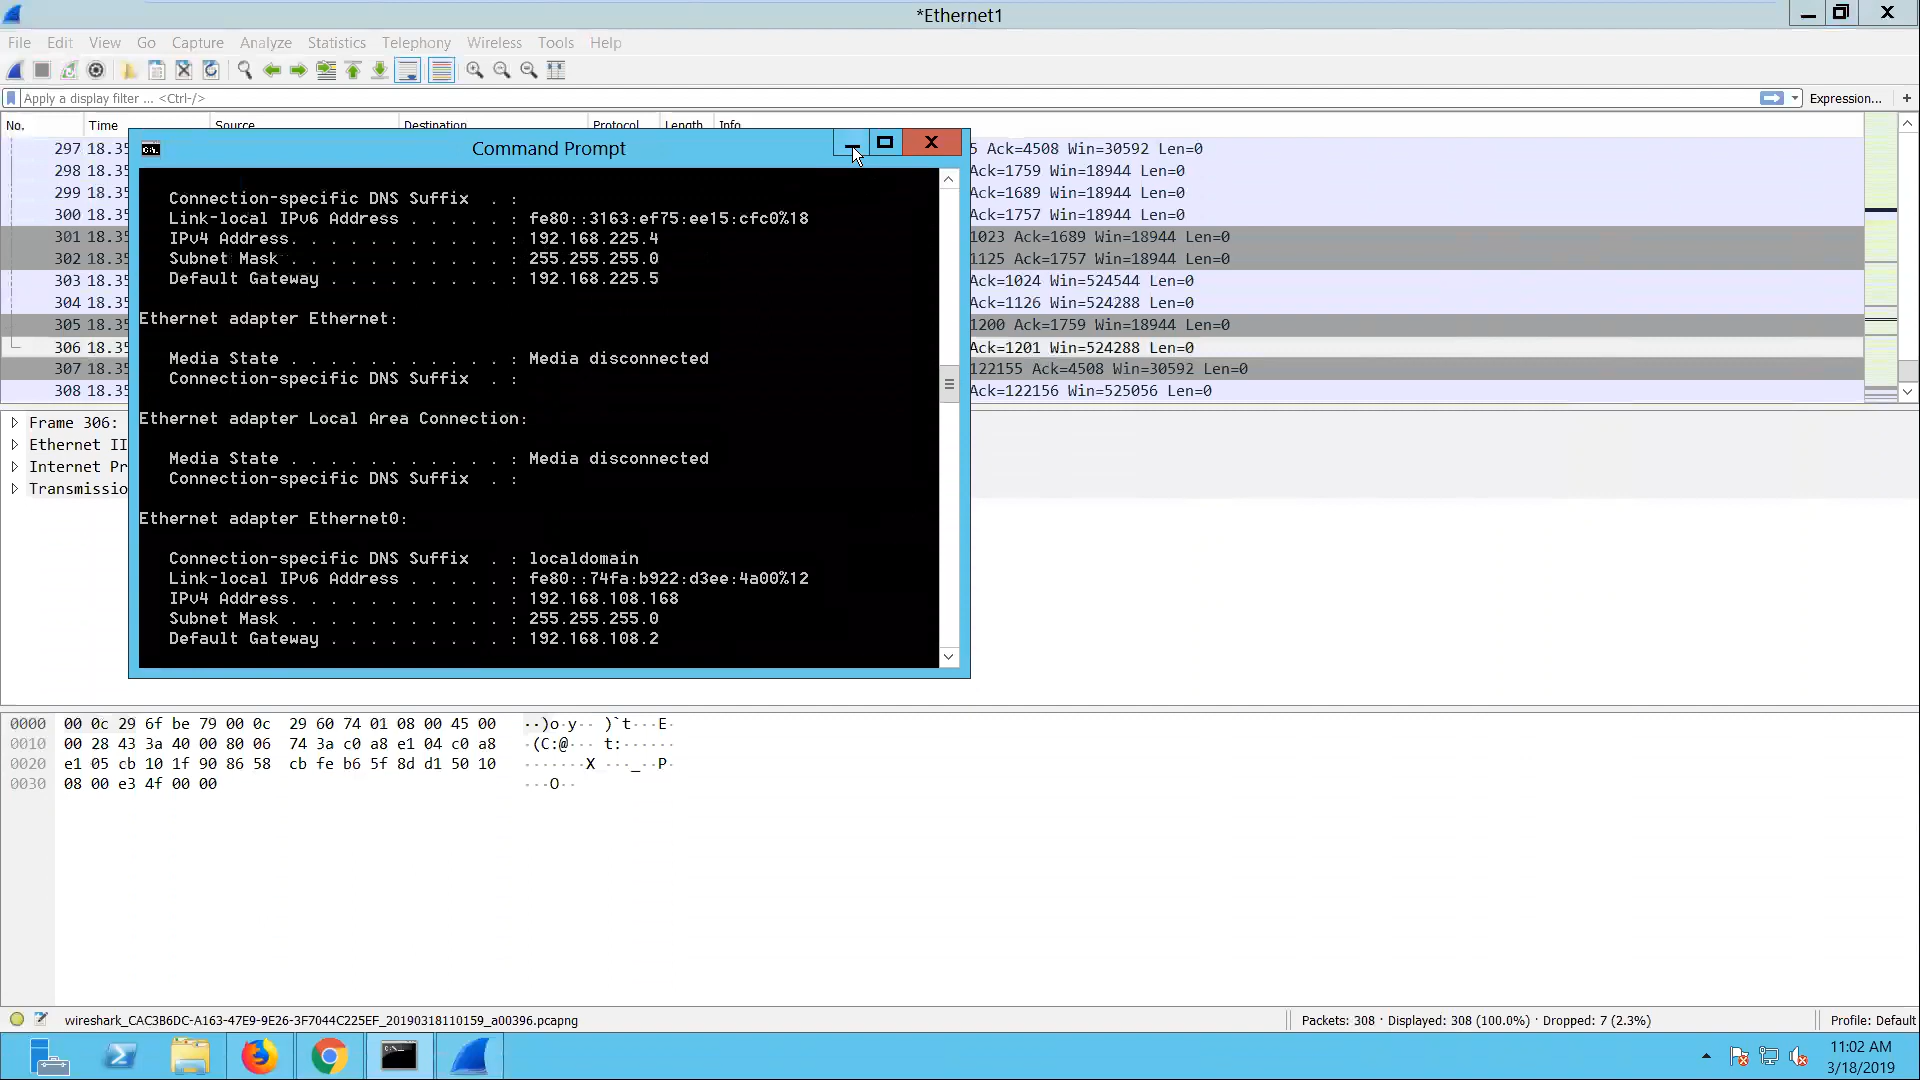 *Ethernet1
File Edit View Go Capture Analyze Statistics Telephony Wireless Tools Help
Apply a display filter ... <Ctrl-/> Expression... +
No. Time Source Destination Protocol Length Info
Command Prompt
297 18.35 5 Ack=4508 Win=30592 Len=0
298 18.35 Ack=1759 Win=18944 Len=0
299 18.35 Ack=1689 Win=18944 Len=0
300 18.35 Ack=1757 Win=18944 Len=0
301 18.35 1023 Ack=1689 Win=18944 Len=0
302 18.35 1125 Ack=1757 Win=18944 Len=0
303 18.35 Ack=1024 Win=524544 Len=0
304 18.35 Ack=1126 Win=524288 Len=0
305 18.35 1200 Ack=1759 Win=18944 Len=0
306 18.35 Ack=1201 Win=524288 Len=0
307 18.35 122155 Ack=4508 Win=30592 Len=0
308 18.35 Ack=122156 Win=525056 Len=0
Connection-specific DNS Suffix . :
Link-local IPv6 Address . . . . . : fe80::3163:ef75:ee15:cfc0%18
IPv4 Address. . . . . . . . . . . : 192.168.225.4
Subnet Mask . . . . . . . . . . . : 255.255.255.0
Default Gateway . . . . . . . . . : 192.168.225.5
Ethernet adapter Ethernet:
Media State . . . . . . . . . . . : Media disconnected
Connection-specific DNS Suffix . :
Ethernet adapter Local Area Connection:
Media State . . . . . . . . . . . : Media disconnected
Connection-specific DNS Suffix . :
Ethernet adapter Ethernet0:
Connection-specific DNS Suffix . : localdomain
Link-local IPv6 Address . . . . . : fe80::74fa:b922:d3ee:4a00%12
IPv4 Address. . . . . . . . . . . : 192.168.108.168
Subnet Mask . . . . . . . . . . . : 255.255.255.0
Default Gateway . . . . . . . . . : 192.168.108.2
Frame 306:
Ethernet II
Internet Pr
Transmissio
0000 00 0c 29 6f be 79 00 0c 29 60 74 01 08 00 45 00 ··)o·y·· )`t···E·
0010 00 28 43 3a 40 00 80 06 74 3a c0 a8 e1 04 c0 a8 ·(C:@··· t:······
0020 e1 05 cb 10 1f 90 86 58 cb fe b6 5f 8d d1 50 10 ·······X ···_··P·
0030 08 00 e3 4f 00 00 ···O··
wireshark_CAC3B6DC-A163-47E9-9E26-3F7044C225EF_20190318110159_a00396.pcapng Packets: 308 · Displayed: 308 (100.0%) · Dropped: 7 (2.3%) Profile: Default
11:02 AM
3/18/2019